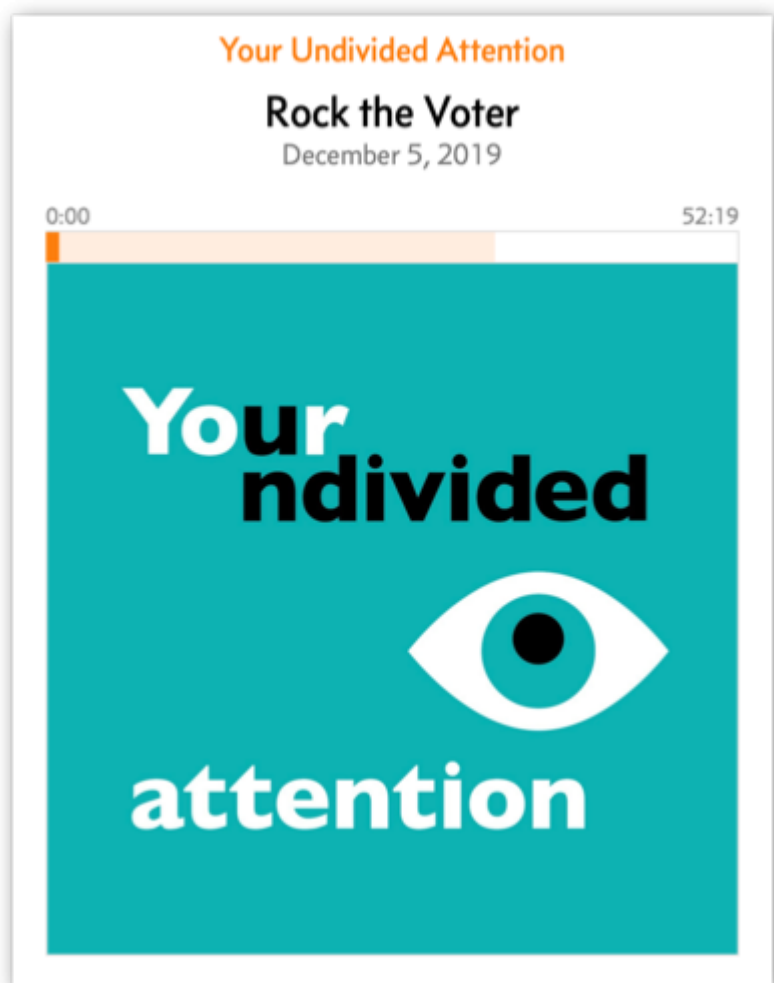 Your Undivided Attention
Rock the Voter
December 5, 2019
0:00 52:19
Your
ndivided
attention